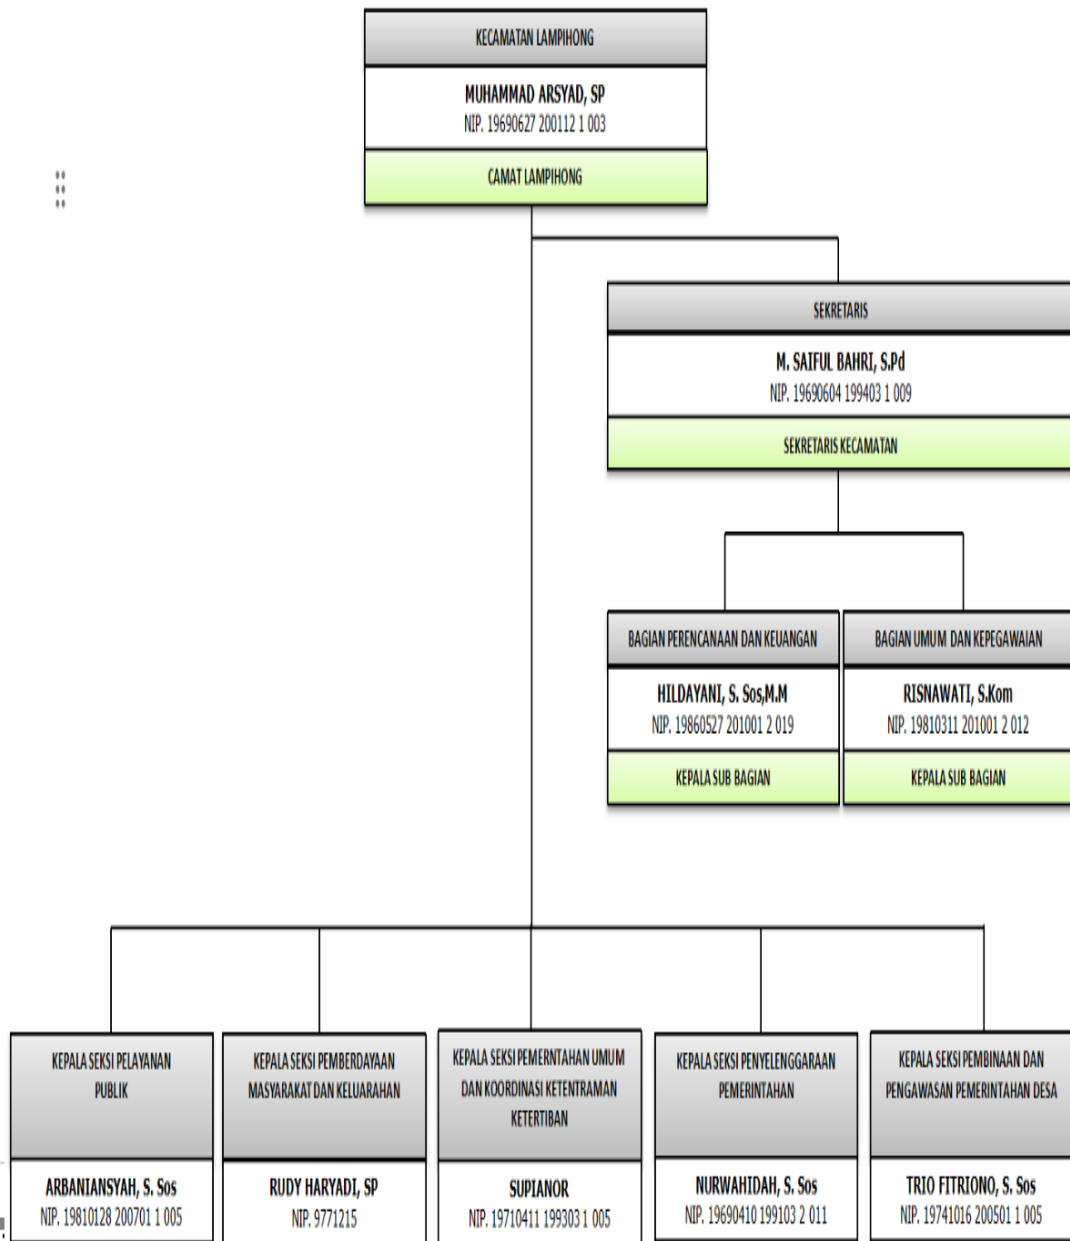 KECAMATAN LAMPIHONG
MUHAMMAD ARSYAD, SP
NIP. 19690627 200112 1 003
CAMAT LAMPIHONG
SEKRETARIS
M. SAIFUL BAHRI, S.Pd
NIP. 19690604 199403 1 009
SEKRETARIS KECAMATAN
BAGIAN PERENCANAAN DAN KEUANGAN
HILDAYANI, S. Sos,M.M
NIP. 19860527 201001 2 019
KEPALA SUB BAGIAN
BAGIAN UMUM DAN KEPEGAWAIAN
RISNAWATI, S.Kom
NIP. 19810311 201001 2 012
KEPALA SUB BAGIAN
KEPALA SEKSI PELAYANAN
PUBLIK
ARBANIANSYAH, S. Sos
NIP. 19810128 200701 1 005
KEPALA SEKSI PEMBERDAYAAN
MASYARAKAT DAN KELUARAHAN
RUDY HARYADI, SP
NIP. 9771215
KEPALA SEKSI PEMERNTAHAN UMUM
DAN KOORDINASI KETENTRAMAN
KETERTIBAN
SUPIANOR
NIP. 19710411 199303 1 005
KEPALA SEKSI PENYELENGGARAAN
PEMERINTAHAN
NURWAHIDAH, S. Sos
NIP. 19690410 199103 2 011
KEPALA SEKSI PEMBINAAN DAN
PENGAWASAN PEMERINTAHAN DESA
TRIO FITRIONO, S. Sos
NIP. 19741016 200501 1 005